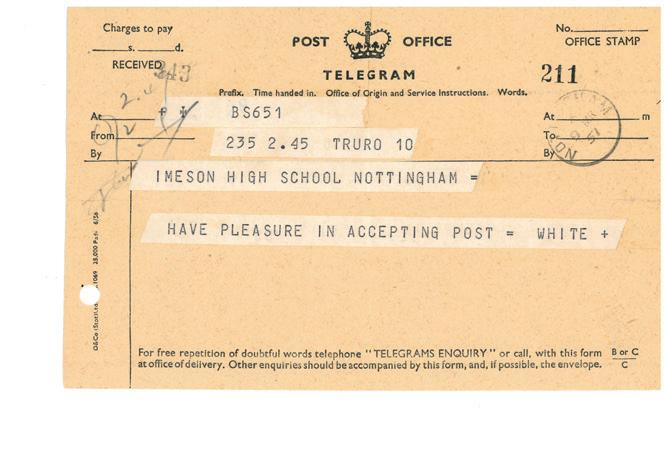 Charges to pay
____s.____d.
RECEIVED
POST OFFICE
TELEGRAM
No.
OFFICE STAMP
211
Prefix. Time handed in. Office of Origin and Service Instructions. Words.
At
BS651
At m
From
235 2.45 TRURO 10
To
By
By
IMESON HIGH SCHOOL NOTTINGHAM =
HAVE PLEASURE IN ACCEPTING POST = WHITE +
For free repetition of doubtful words telephone "TELEGRAMS ENQUIRY" or call, with this form
at office of delivery. Other enquiries should be accompanied by this form, and, if possible, the envelope.
B or C
C